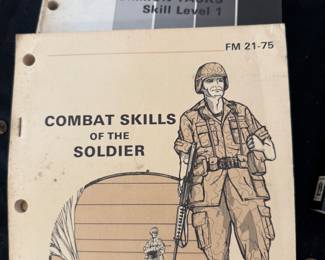 Skill Level 1
FM 21-75
COMBAT SKILLS
OF THE
SOLDIER